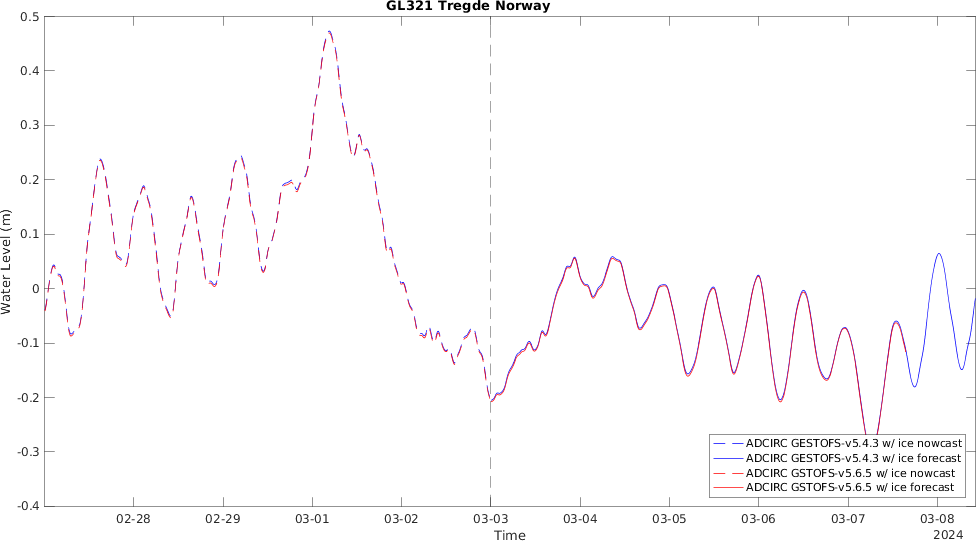 GL321 Tregde Norway
0.5
0.4
0.3
0.2
0.1
0
-0.1
-0.2
-0.3
-0.4
Water Level (m)
ADCIRC GESTOFS-v5.4.3 w/ ice nowcast
ADCIRC GESTOFS-v5.4.3 w/ ice forecast
ADCIRC GSTOFS-v5.6.5 w/ ice nowcast
ADCIRC GSTOFS-v5.6.5 w/ ice forecast
02-28 02-29 03-01 03-02 03-03 03-04 03-05 03-06 03-07 03-08
Time 2024